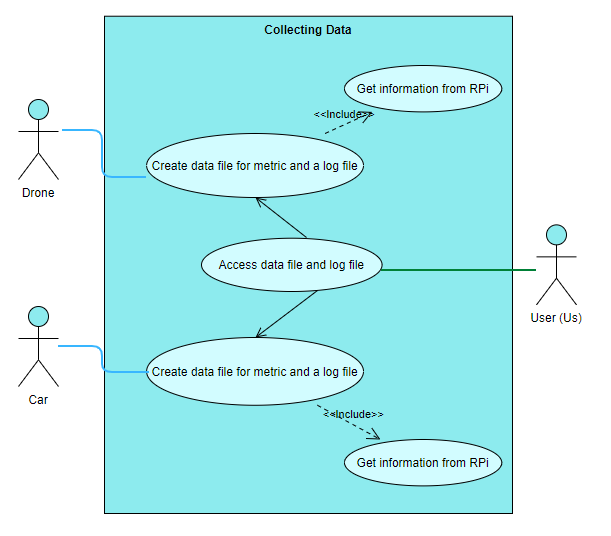 Collecting Data
Get information from RPi
<<Include>>
Create data file for metric and a log file
Drone
Access data file and log file
User (Us)
Create data file for metric and a log file
Car
<<Include>>
Get information from RPi